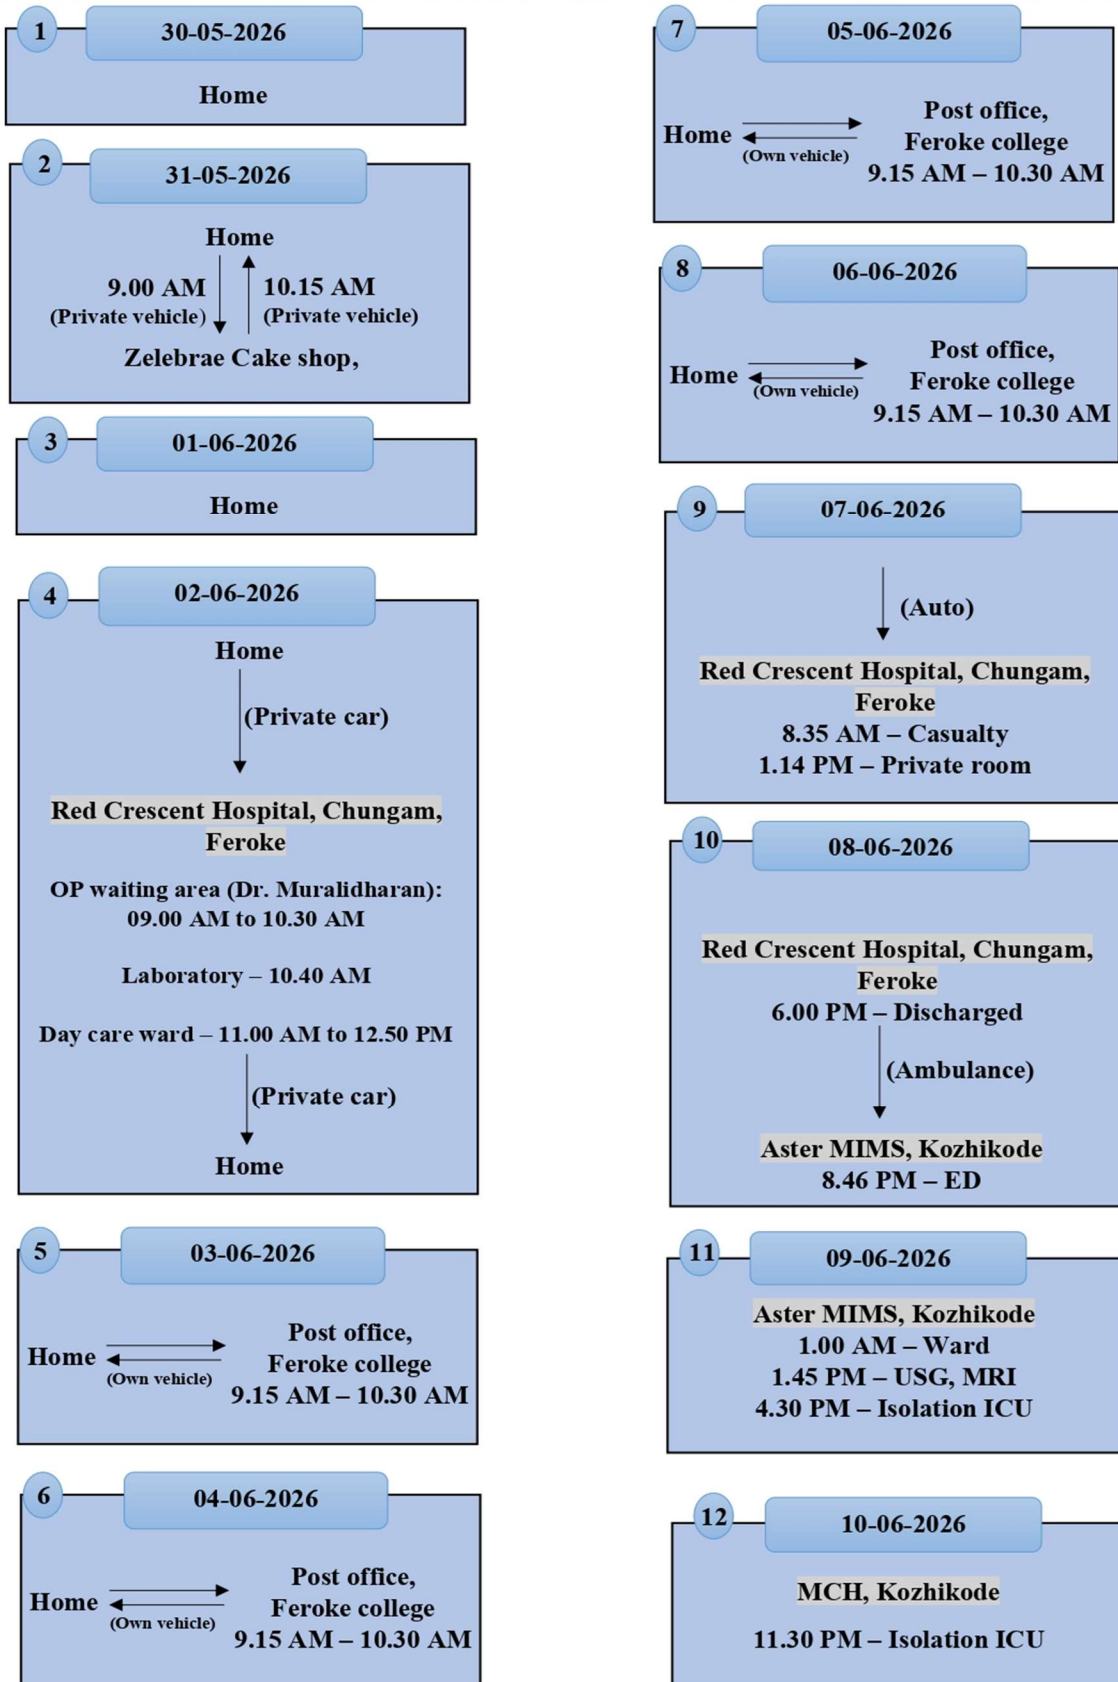 1
30-05-2026
Home
2
31-05-2026
Home
9.00 AM
(Private vehicle)
10.15 AM
(Private vehicle)
Zelebrae Cake shop,
3
01-06-2026
Home
4
02-06-2026
Home
(Private car)
Red Crescent Hospital, Chungam,
Feroke
OP waiting area (Dr. Muralidharan):
09.00 AM to 10.30 AM
Laboratory – 10.40 AM
Day care ward – 11.00 AM to 12.50 PM
(Private car)
Home
5
03-06-2026
Home
(Own vehicle)
Post office,
Feroke college
9.15 AM – 10.30 AM
6
04-06-2026
Home
(Own vehicle)
Post office,
Feroke college
9.15 AM – 10.30 AM
7
05-06-2026
Home
(Own vehicle)
Post office,
Feroke college
9.15 AM – 10.30 AM
8
06-06-2026
Home
(Own vehicle)
Post office,
Feroke college
9.15 AM – 10.30 AM
9
07-06-2026
(Auto)
Red Crescent Hospital, Chungam,
Feroke
8.35 AM – Casualty
1.14 PM – Private room
10
08-06-2026
Red Crescent Hospital, Chungam,
Feroke
6.00 PM – Discharged
(Ambulance)
Aster MIMS, Kozhikode
8.46 PM – ED
11
09-06-2026
Aster MIMS, Kozhikode
1.00 AM – Ward
1.45 PM – USG, MRI
4.30 PM – Isolation ICU
12
10-06-2026
MCH, Kozhikode
11.30 PM – Isolation ICU